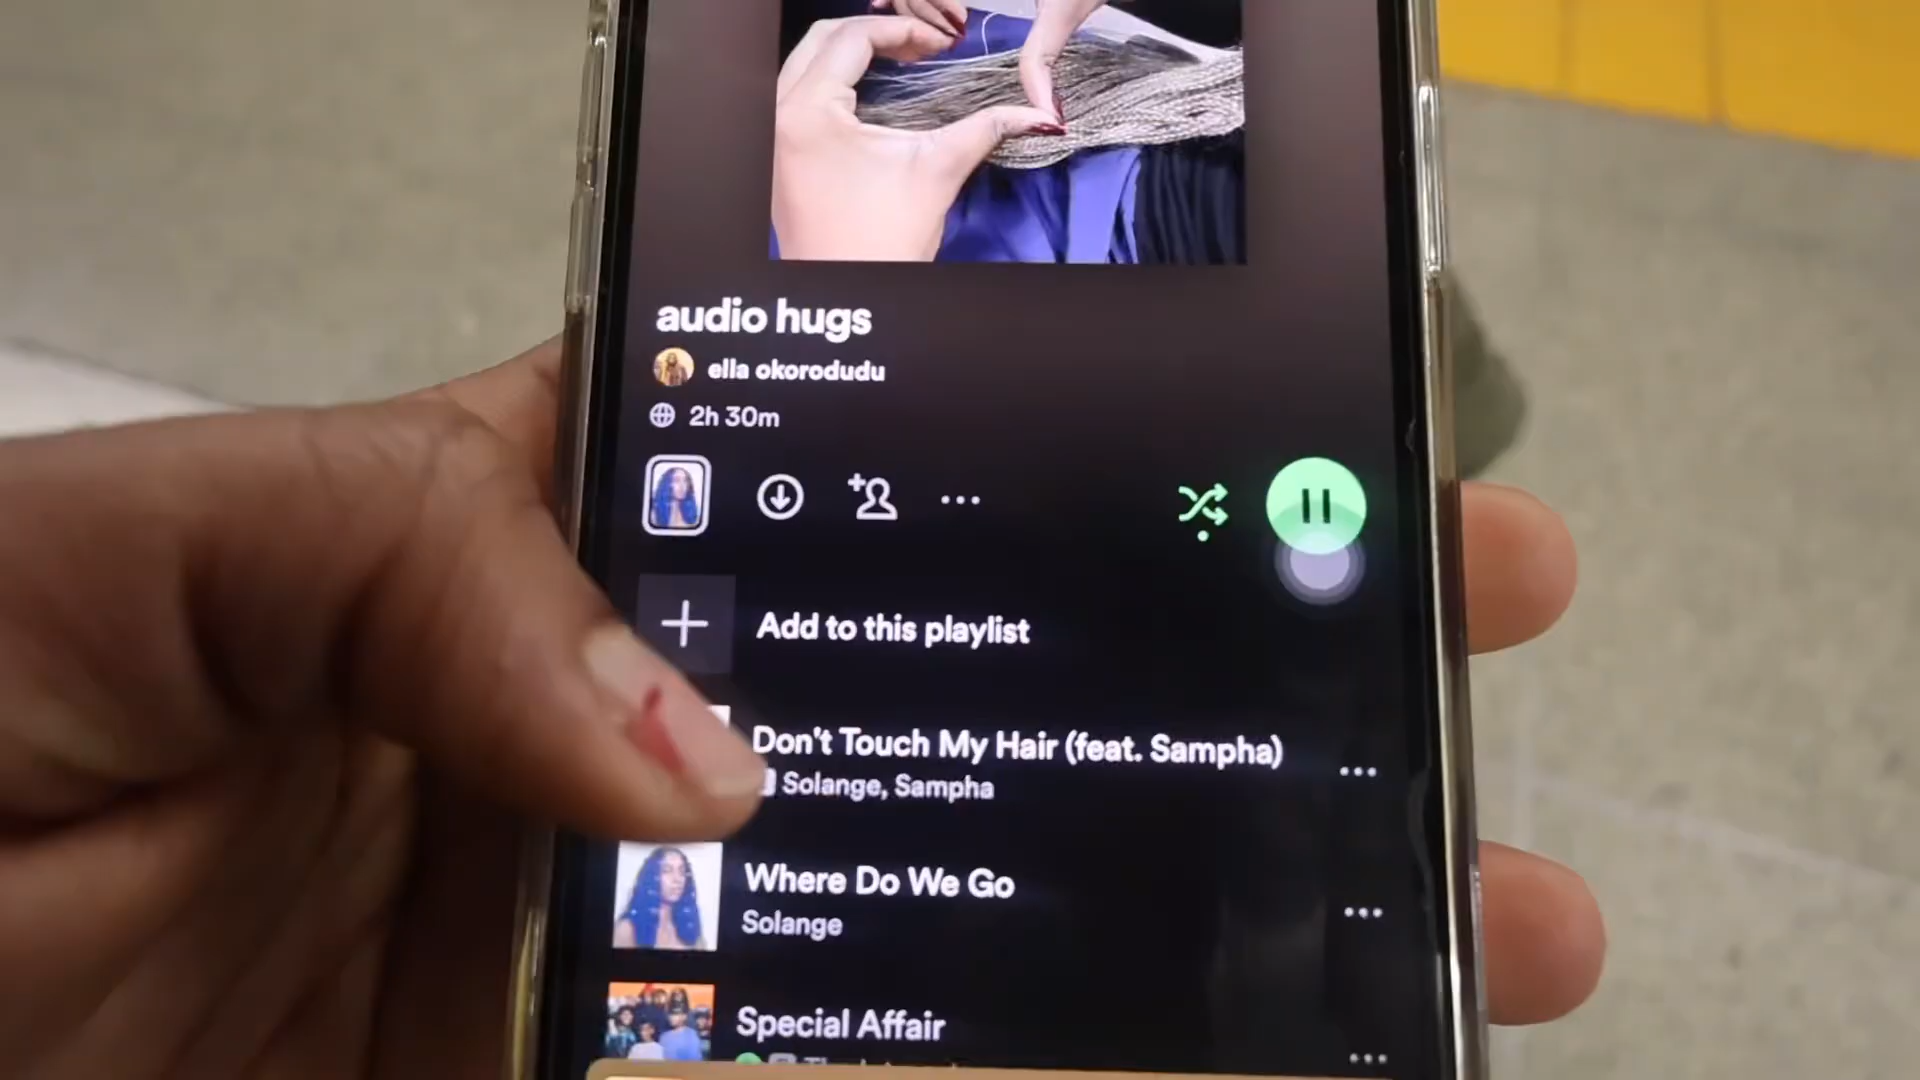 audio hugs
ella okorodudu
2h 30m
Add to this playlist
Don't Touch My Hair (feat. Sampha)
Solange, Sampha
Where Do We Go
Solange
Special Affair